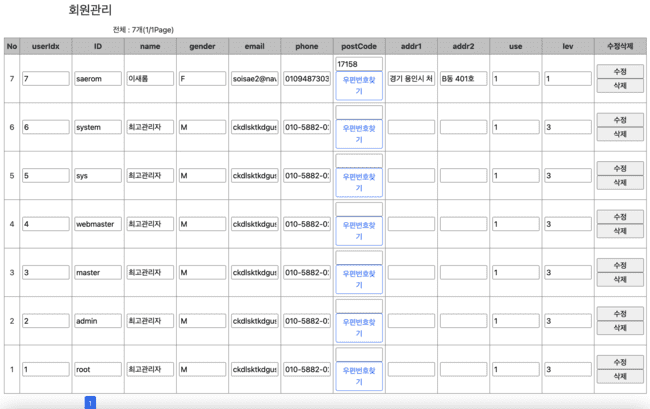 회원관리
전체 : 7개(1/1Page)
No userIdx ID name gender email phone postCode addr1 addr2 use lev 수정삭제
7 7 saerom 이새롬 F soisae2@nav 0109487303 17158 우편번호찾기 경기 용인시 처 B동 401호 1 1 수정 삭제
6 6 system 최고관리자 M ckdlsktkdgus 010-5882-0 우편번호찾기 1 3 수정 삭제
5 5 sys 최고관리자 M ckdlsktkdgus 010-5882-0 우편번호찾기 1 3 수정 삭제
4 4 webmaster 최고관리자 M ckdlsktkdgus 010-5882-0 우편번호찾기 1 3 수정 삭제
3 3 master 최고관리자 M ckdlsktkdgus 010-5882-0 우편번호찾기 1 3 수정 삭제
2 2 admin 최고관리자 M ckdlsktkdgus 010-5882-0 우편번호찾기 1 3 수정 삭제
1 1 root 최고관리자 M ckdlsktkdgus 010-5882-0 우편번호찾기 1 3 수정 삭제
1